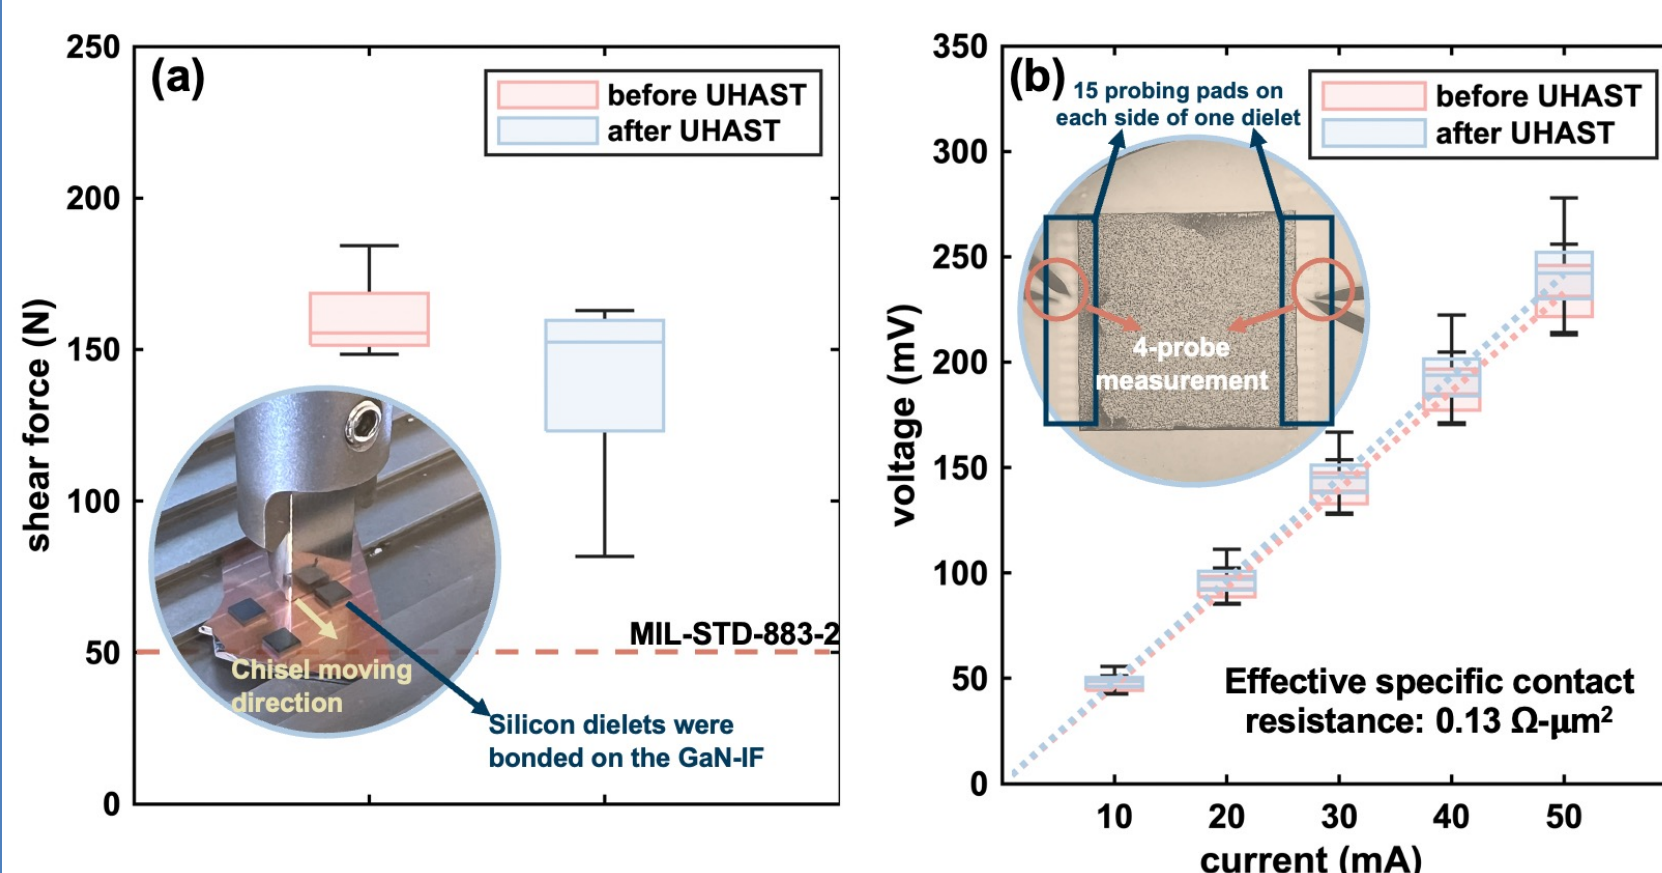 (a)
before UHAST
after UHAST
250
200
150
100
50
0
shear force (N)
MIL-STD-883-2
Chisel moving
direction
Silicon dielets were
bonded on the GaN-IF
(b)
15 probing pads on
each side of one dielet
before UHAST
after UHAST
350
300
250
200
150
100
50
0
voltage (mV)
4-probe
measurement
Effective specific contact
resistance: 0.13 Ω-μm²
10 20 30 40 50
current (mA)